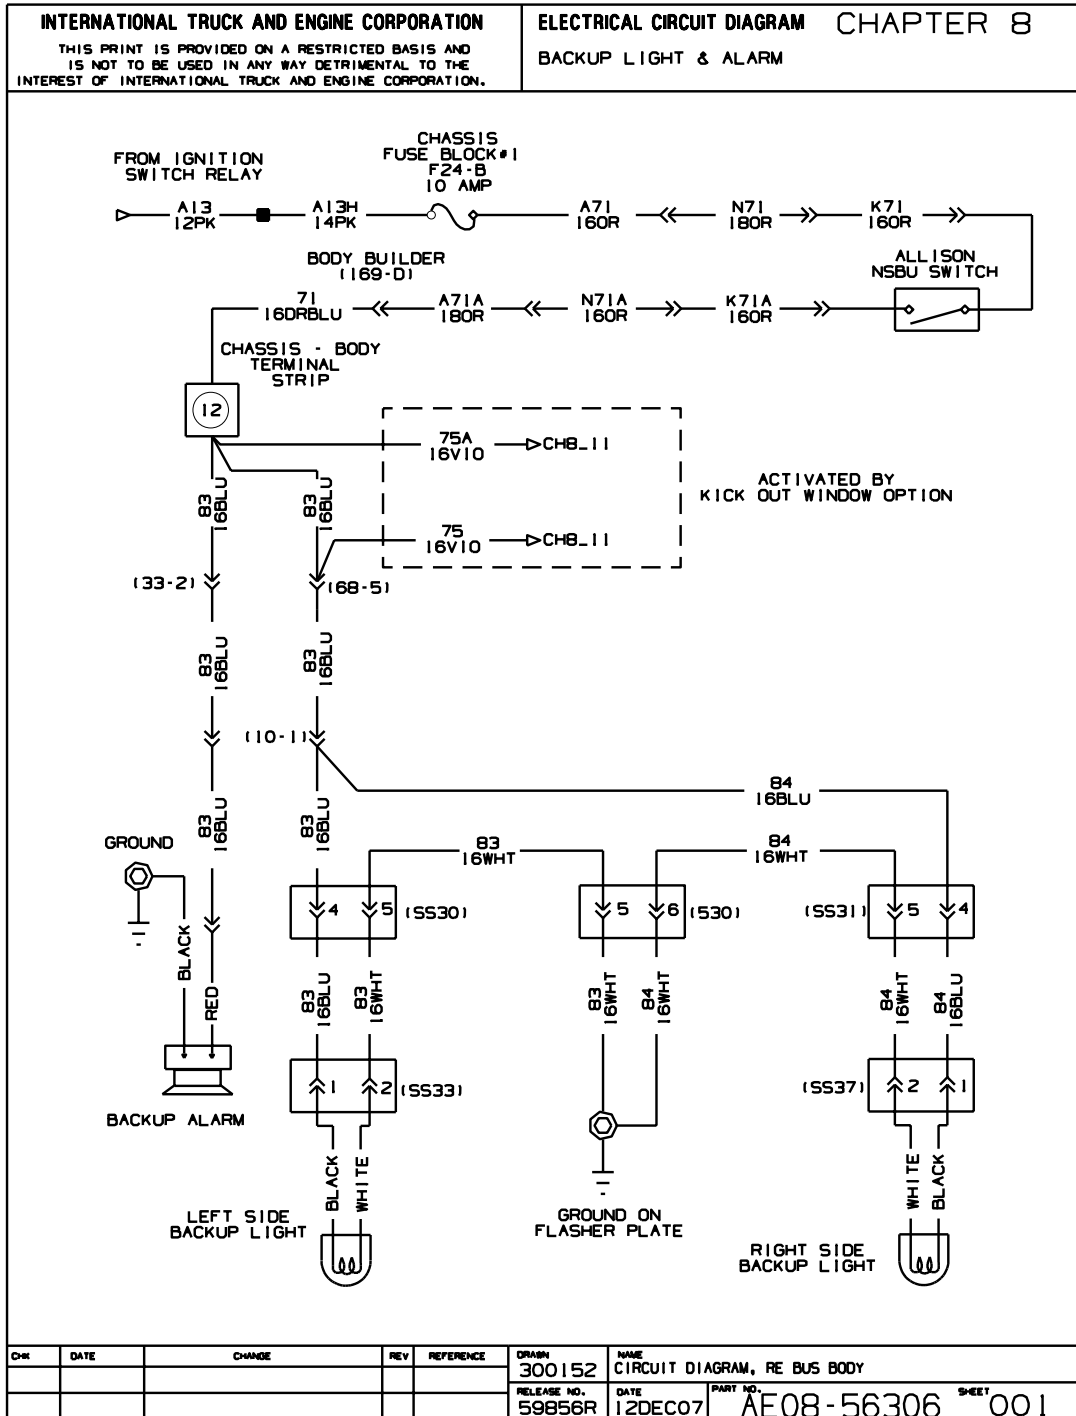 INTERNATIONAL TRUCK AND ENGINE CORPORATION
THIS PRINT IS PROVIDED ON A RESTRICTED BASIS AND
IS NOT TO BE USED IN ANY WAY DETRIMENTAL TO THE
INTEREST OF INTERNATIONAL TRUCK AND ENGINE CORPORATION.
ELECTRICAL CIRCUIT DIAGRAM CHAPTER 8
BACKUP LIGHT & ALARM
FROM IGNITION
SWITCH RELAY
CHASSIS
FUSE BLOCK#1
F24-B
10 AMP
A13
12PK
A13H
14PK
A71
16OR
N71
18OR
K71
16OR
BODY BUILDER
(169-D)
ALLISON
NSBU SWITCH
71
16DRBLU
A71A
18OR
N71A
16OR
K71A
16OR
CHASSIS - BODY
TERMINAL
STRIP
12
75A
16VIO
CH8_11
ACTIVATED BY
KICK OUT WINDOW OPTION
83
16BLU
83
16BLU
75
16VIO
CH8_11
(33-2)
(68-5)
83
16BLU
83
16BLU
(10-1)
84
16BLU
83
16BLU
83
16BLU
GROUND
83
16WHT
84
16WHT
4
5
(SS30)
5
6
(530)
(SS31)
5
4
BLACK
RED
83
16BLU
83
16WHT
83
16WHT
84
16WHT
84
16WHT
84
16BLU
1
2
(SS33)
(SS37)
2
1
BACKUP ALARM
BLACK
WHITE
WHITE
BLACK
LEFT SIDE
BACKUP LIGHT
GROUND ON
FLASHER PLATE
RIGHT SIDE
BACKUP LIGHT
CHK DATE CHANGE REV REFERENCE
DRAWN
300152
NAME
CIRCUIT DIAGRAM, RE BUS BODY
RELEASE NO.
59856R
DATE
12DEC07
PART NO.
AE08-56306
SHEET
001